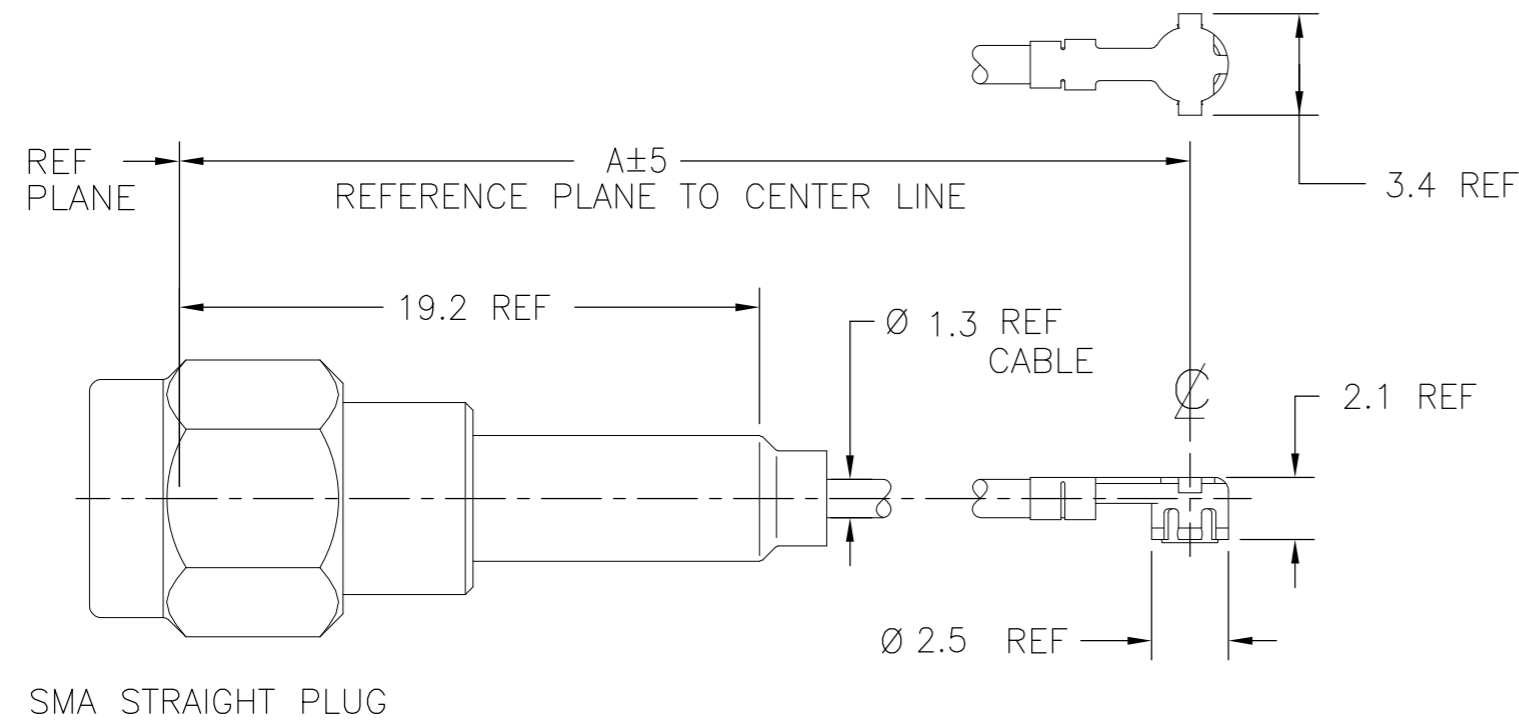 3.4 REF
REF
PLANE
A±5
REFERENCE PLANE TO CENTER LINE
19.2 REF
Ø 1.3 REF
CABLE
℄
2.1 REF
Ø 2.5 REF
SMA STRAIGHT PLUG